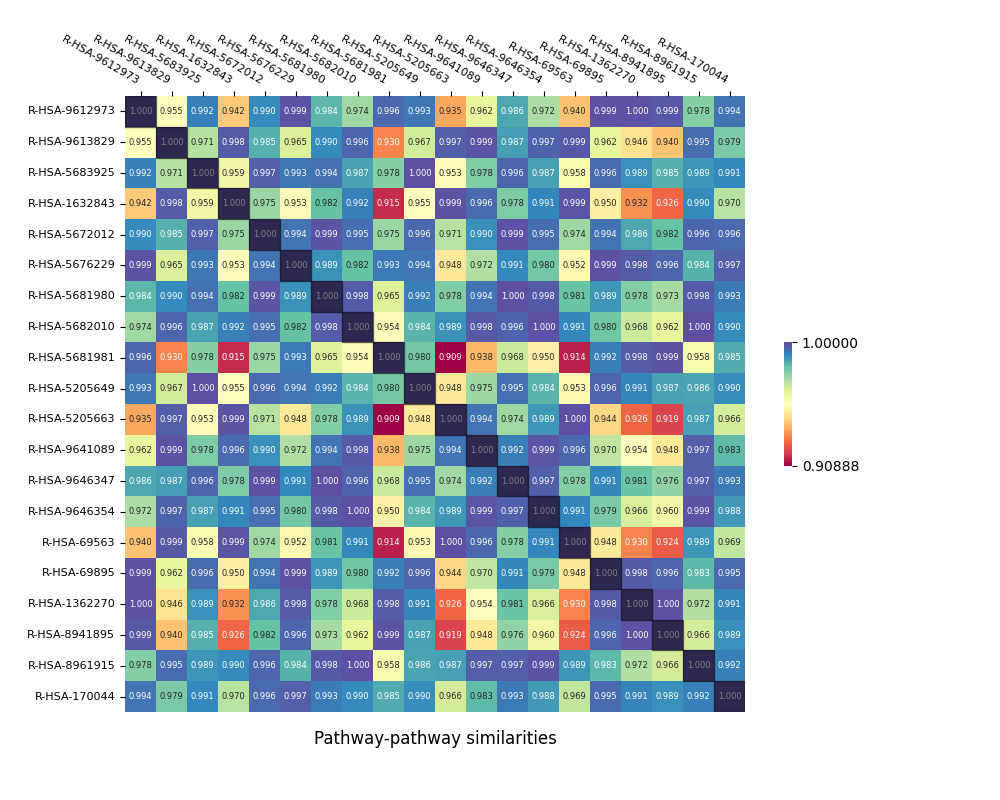 R-HSA-9612973 R-HSA-9613829 R-HSA-5683925 R-HSA-1632843 R-HSA-5672012 R-HSA-5676229 R-HSA-5681980 R-HSA-5682010 R-HSA-5681981 R-HSA-5205649 R-HSA-5205663 R-HSA-9641089 R-HSA-9646347 R-HSA-9646354 R-HSA-69563 R-HSA-69895 R-HSA-1362270 R-HSA-8941895 R-HSA-8961915 R-HSA-170044
R-HSA-9612973 1.000 0.955 0.992 0.942 0.990 0.999 0.984 0.974 0.996 0.993 0.935 0.962 0.986 0.972 0.940 0.999 1.000 0.999 0.978 0.994
R-HSA-9613829 0.955 1.000 0.971 0.998 0.985 0.965 0.990 0.996 0.930 0.967 0.997 0.999 0.987 0.997 0.999 0.962 0.946 0.940 0.995 0.979
R-HSA-5683925 0.992 0.971 1.000 0.959 0.997 0.993 0.994 0.987 0.978 1.000 0.953 0.978 0.996 0.987 0.958 0.996 0.989 0.985 0.989 0.991
R-HSA-1632843 0.942 0.998 0.959 1.000 0.975 0.953 0.982 0.992 0.915 0.955 0.999 0.996 0.978 0.991 0.999 0.950 0.932 0.926 0.990 0.970
R-HSA-5672012 0.990 0.985 0.997 0.975 1.000 0.994 0.999 0.995 0.975 0.996 0.971 0.990 0.999 0.995 0.974 0.994 0.986 0.982 0.996 0.996
R-HSA-5676229 0.999 0.965 0.993 0.953 0.994 1.000 0.989 0.982 0.993 0.994 0.948 0.972 0.991 0.980 0.952 0.999 0.998 0.996 0.984 0.997
R-HSA-5681980 0.984 0.990 0.994 0.982 0.999 0.989 1.000 0.998 0.965 0.992 0.978 0.994 1.000 0.998 0.981 0.989 0.978 0.973 0.998 0.993
R-HSA-5682010 0.974 0.996 0.987 0.992 0.995 0.982 0.998 1.000 0.954 0.984 0.989 0.998 0.996 1.000 0.991 0.980 0.968 0.962 1.000 0.990
R-HSA-5681981 0.996 0.930 0.978 0.915 0.975 0.993 0.965 0.954 1.000 0.980 0.909 0.938 0.968 0.950 0.914 0.992 0.998 0.999 0.958 0.985
R-HSA-5205649 0.993 0.967 1.000 0.955 0.996 0.994 0.992 0.984 0.980 1.000 0.948 0.975 0.995 0.984 0.953 0.996 0.991 0.987 0.986 0.990
R-HSA-5205663 0.935 0.997 0.953 0.999 0.971 0.948 0.978 0.989 0.909 0.948 1.000 0.994 0.974 0.989 1.000 0.944 0.926 0.919 0.987 0.966
R-HSA-9641089 0.962 0.999 0.978 0.996 0.990 0.972 0.994 0.998 0.938 0.975 0.994 1.000 0.992 0.999 0.996 0.970 0.954 0.948 0.997 0.983
R-HSA-9646347 0.986 0.987 0.996 0.978 0.999 0.991 1.000 0.996 0.968 0.995 0.974 0.992 1.000 0.997 0.978 0.991 0.981 0.976 0.997 0.993
R-HSA-9646354 0.972 0.997 0.987 0.991 0.995 0.980 0.998 1.000 0.950 0.984 0.989 0.999 0.997 1.000 0.991 0.979 0.966 0.960 0.999 0.988
R-HSA-69563 0.940 0.999 0.958 0.999 0.974 0.952 0.981 0.991 0.914 0.953 1.000 0.996 0.978 0.991 1.000 0.948 0.930 0.924 0.989 0.969
R-HSA-69895 0.999 0.962 0.996 0.950 0.994 0.999 0.989 0.980 0.992 0.996 0.944 0.970 0.991 0.979 0.948 1.000 0.998 0.996 0.983 0.995
R-HSA-1362270 1.000 0.946 0.989 0.932 0.986 0.998 0.978 0.968 0.998 0.991 0.926 0.954 0.981 0.966 0.930 0.998 1.000 1.000 0.972 0.991
R-HSA-8941895 0.999 0.940 0.985 0.926 0.982 0.996 0.973 0.962 0.999 0.987 0.919 0.948 0.976 0.960 0.924 0.996 1.000 1.000 0.966 0.989
R-HSA-8961915 0.978 0.995 0.989 0.990 0.996 0.984 0.998 1.000 0.958 0.986 0.987 0.997 0.997 0.999 0.989 0.983 0.972 0.966 1.000 0.992
R-HSA-170044 0.994 0.979 0.991 0.970 0.996 0.997 0.993 0.990 0.985 0.990 0.966 0.983 0.993 0.988 0.969 0.995 0.991 0.989 0.992 1.000
1.00000
0.90888
Pathway-pathway similarities